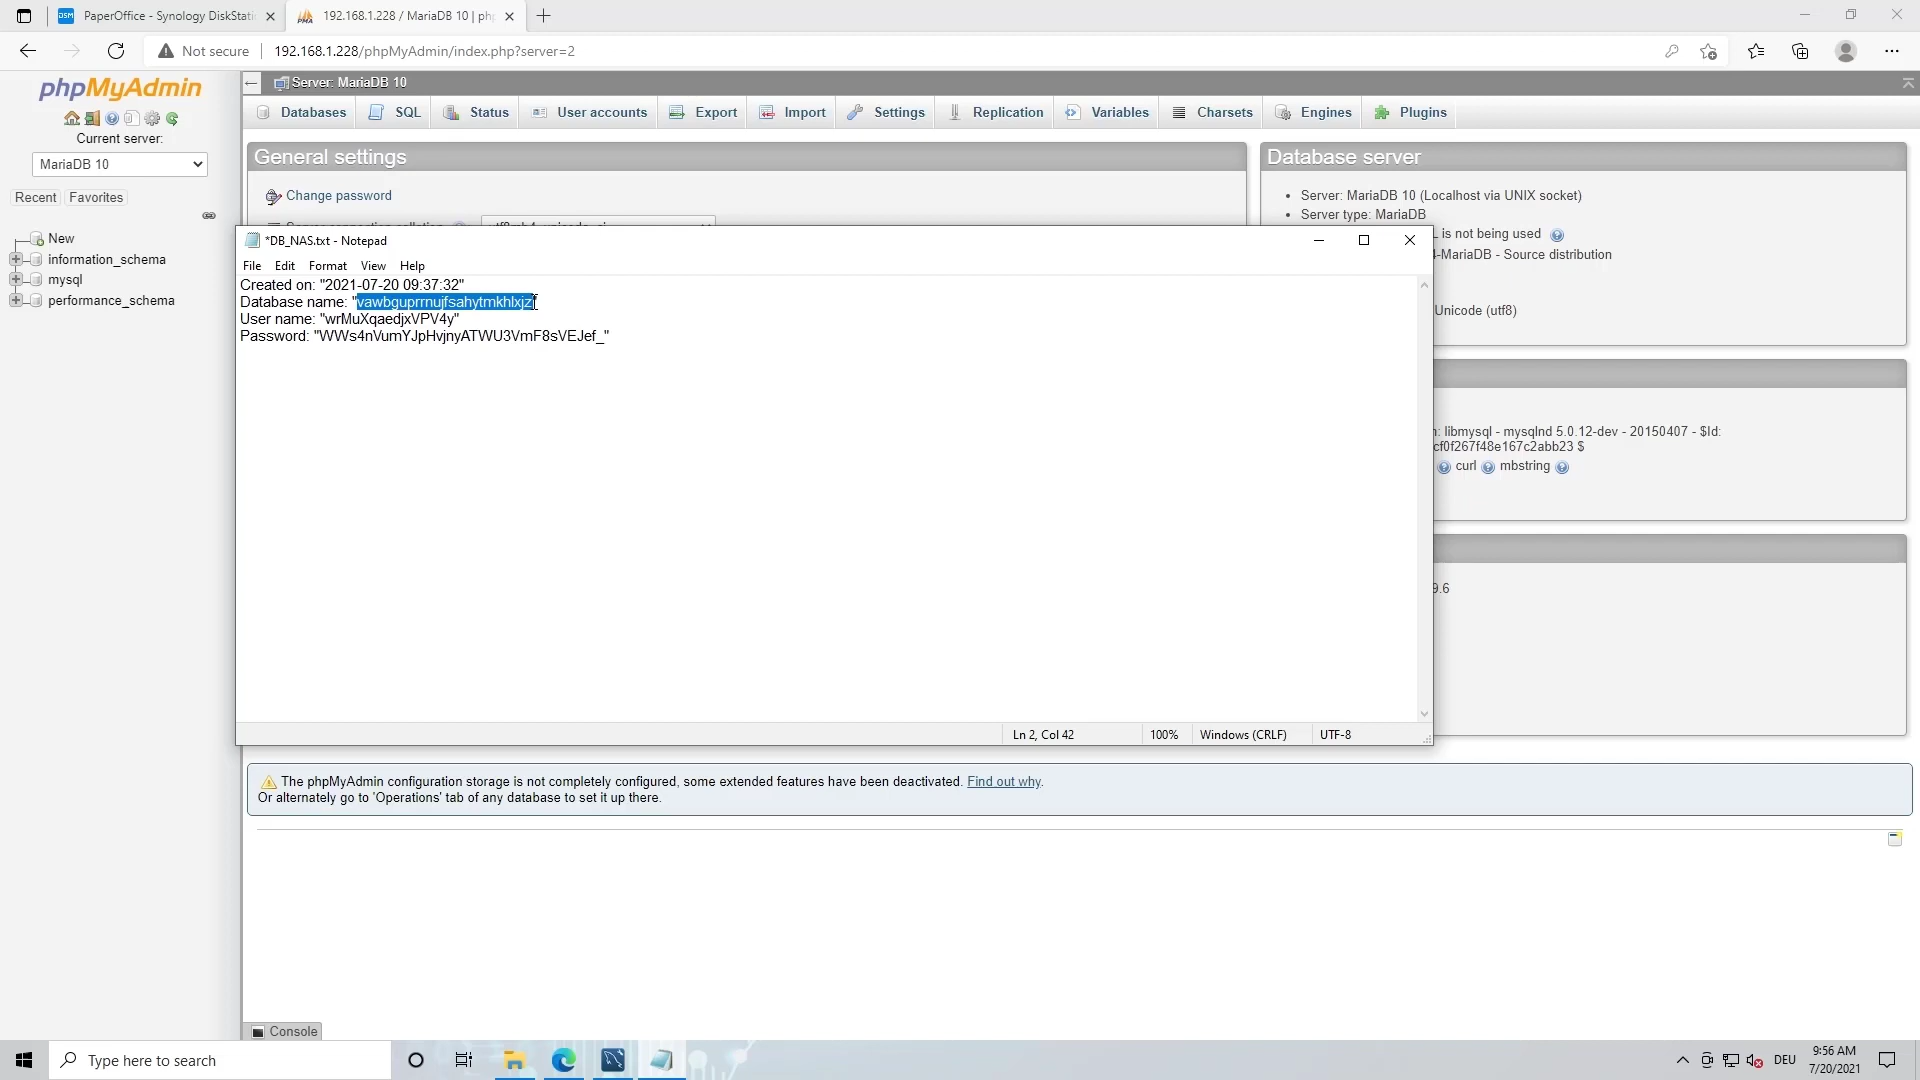 PaperOffice - Synology DiskStati
192.168.1.228 / MariaDB 10 | ph
Not secure
192.168.1.228/phpMyAdmin/index.php?server=2
phpMyAdmin
Current server:
MariaDB 10
Recent
Favorites
New
information_schema
mysql
performance_schema
Server: MariaDB 10
Databases
SQL
Status
User accounts
Export
Import
Settings
Replication
Variables
Charsets
Engines
Plugins
General settings
Change password
Database server
Server: MariaDB 10 (Localhost via UNIX socket)
Server type: MariaDB
L is not being used
4-MariaDB - Source distribution
Unicode (utf8)
n: libmysql - mysqlnd 5.0.12-dev - 20150407 - $Id:
cf0f267f48e167c2abb23 $
curl
mbstring
9.6
*DB_NAS.txt - Notepad
File Edit Format View Help
Created on: "2021-07-20 09:37:32"
Database name: "vawbguprrnujfsahytmkhlxjz"
User name: "wrMuXqaedjxVPV4y"
Password: "WWs4nVumYJpHvjnyATWU3VmF8sVEJef_"
Ln 2, Col 42
100%
Windows (CRLF)
UTF-8
The phpMyAdmin configuration storage is not completely configured, some extended features have been deactivated. Find out why.
Or alternately go to 'Operations' tab of any database to set it up there.
Console
Type here to search
DEU
9:56 AM
7/20/2021